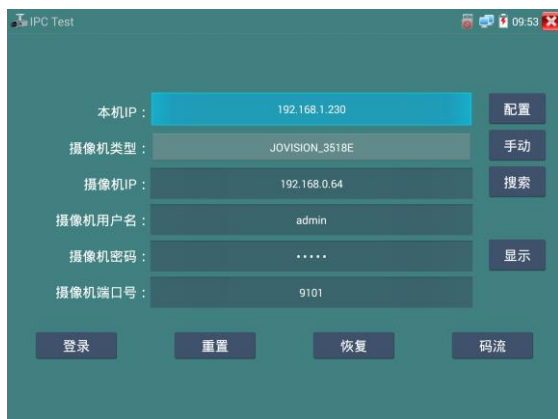 IPC Test 09:53
本机IP： 192.168.1.230 配置
摄像机类型： JOVISION_3518E 手动
摄像机IP： 192.168.0.64 搜索
摄像机用户名： admin
摄像机密码： ..... 显示
摄像机端口号： 9101
登录 重置 恢复 码流